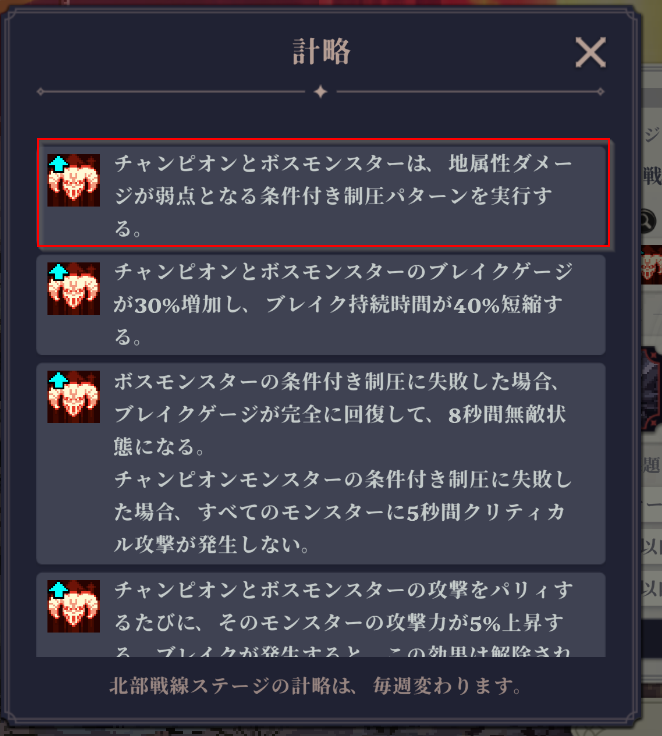 計略
チャンピオンとボスモンスターは、地属性ダメー
ジが弱点となる条件付き制圧パターンを実行す
る。
チャンピオンとボスモンスターのブレイクゲージ
が30%増加し、ブレイク持続時間が40%短縮す
る。
ボスモンスターの条件付き制圧に失敗した場合、
ブレイクゲージが完全に回復して、8秒間無敵状
態になる。
チャンピオンモンスターの条件付き制圧に失敗し
た場合、すべてのモンスターに5秒間クリティカ
ル攻撃が発生しない。
チャンピオンとボスモンスターの攻撃をパリィす
るたびに、そのモンスターの攻撃力が5%上昇す
る。ブレイクが発生すると、この効果は解除され
北部戦線ステージの計略は、毎週変わります。
ジ
戦
題
ー
以
以